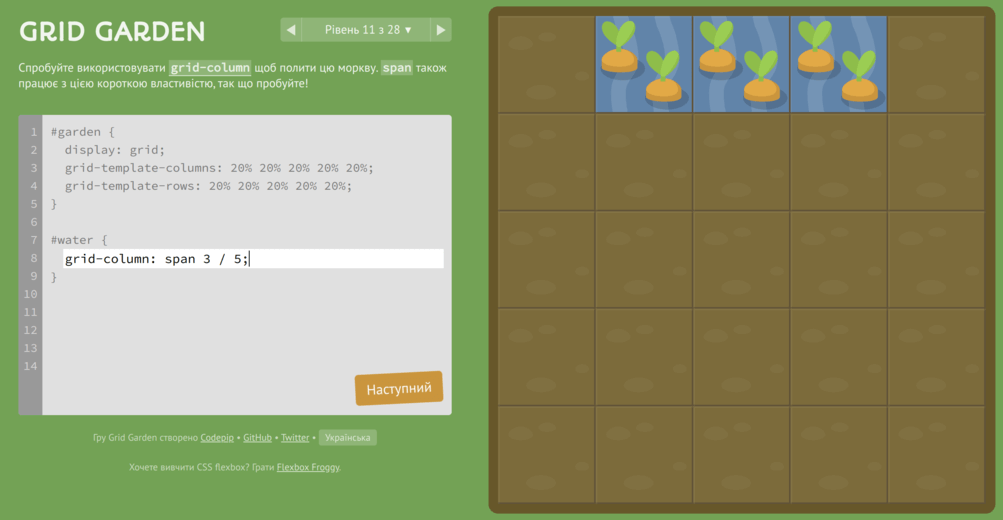 GRID GARDEN
Рівень 11 з 28 ▾
Спробуйте використовувати grid-column щоб полити цю моркву. span також
працює з цією короткою властивістю, так що пробуйте!
1 #garden {
2 display: grid;
3 grid-template-columns: 20% 20% 20% 20% 20%;
4 grid-template-rows: 20% 20% 20% 20% 20%;
5 }
6
7 #water {
8 grid-column: span 3 / 5;
9 }
10
11
12
13
14
Наступний
Гру Grid Garden створено Codepip • GitHub • Twitter • Українська
Хочете вивчити CSS flexbox? Грати Flexbox Froggy.